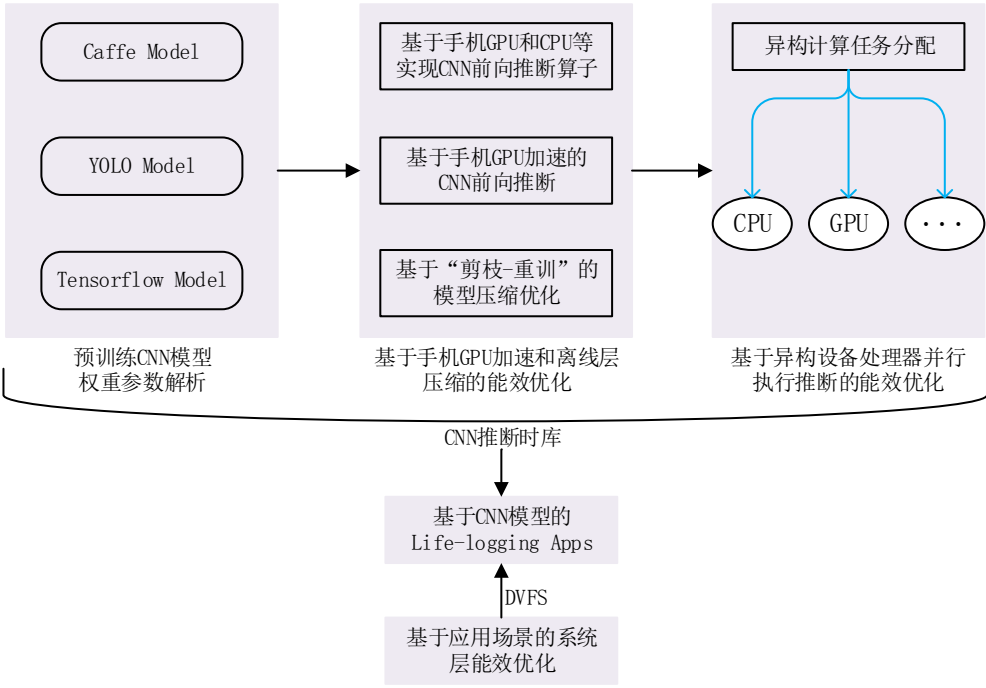 Caffe Model
YOLO Model
Tensorflow Model
预训练CNN模型
权重参数解析
基于手机GPU和CPU等
实现CNN前向推断算子
基于手机GPU加速的
CNN前向推断
基于“剪枝-重训”的
模型压缩优化
基于手机GPU加速和离线层
压缩的能效优化
异构计算任务分配
CPU
GPU
···
基于异构设备处理器并行
执行推断的能效优化
CNN推断时库
基于CNN模型的
Life-logging Apps
DVFS
基于应用场景的系统
层能效优化